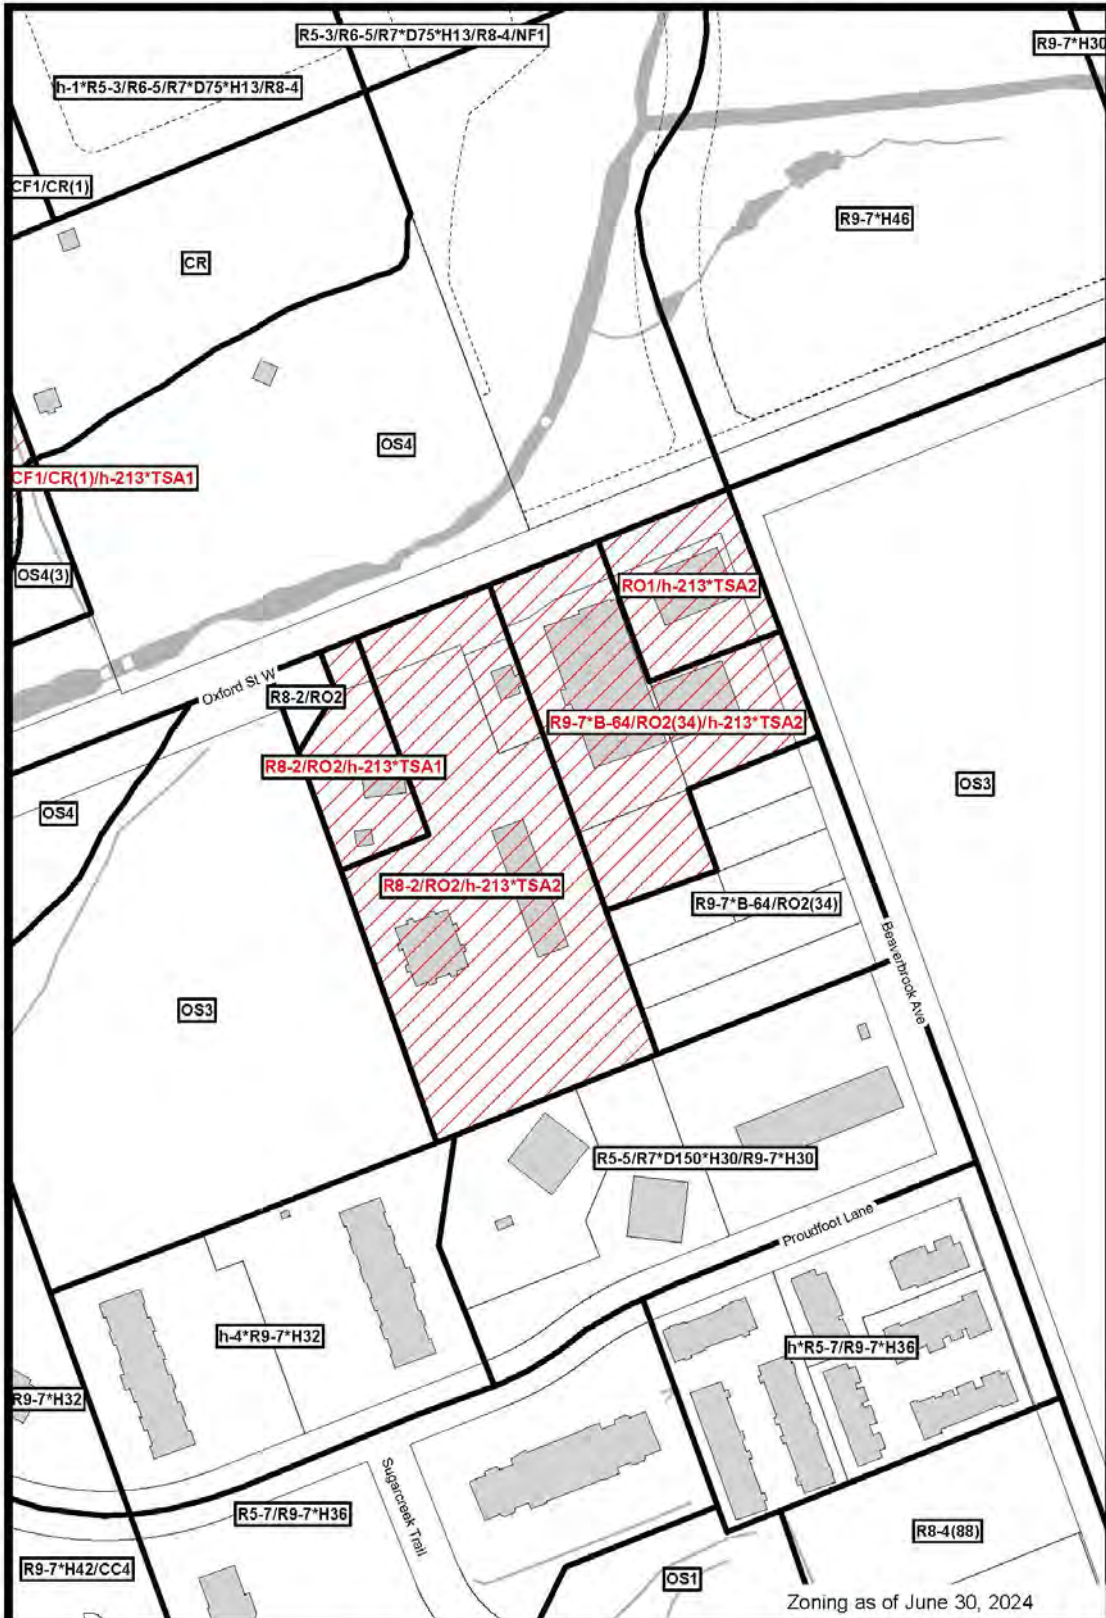 R5-3/R6-5/R7*D75*H13/R8-4/NF1
R9-7*H30
h-1*R5-3/R6-5/R7*D75*H13/R8-4
CF1/CR(1)
R9-7*H46
CR
OS4
CF1/CR(1)/h-213*TSA1
OS4(3)
RO1/h-213*TSA2
Oxford St W
R8-2/RO2
R9-7*B-64/RO2(34)/h-213*TSA2
R8-2/RO2/h-213*TSA1
OS3
OS4
R8-2/RO2/h-213*TSA2
R9-7*B-64/RO2(34)
Beaverbrook Ave
OS3
R5-5/R7*D150*H30/R9-7*H30
Proudfoot Lane
h-4*R9-7*H32
h*R5-7/R9-7*H36
R9-7*H32
Sugarcreek Trail
R5-7/R9-7*H36
R8-4(88)
R9-7*H42/CC4
OS1
Zoning as of June 30, 2024